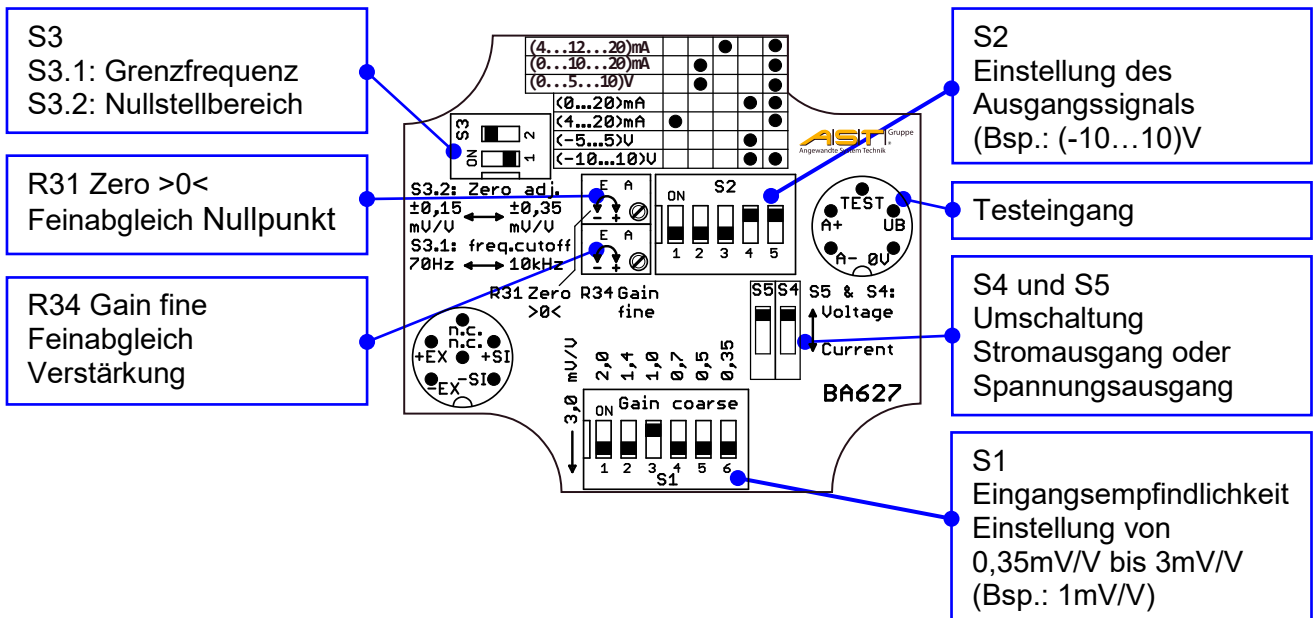 S3
S3.1: Grenzfrequenz
S3.2: Nullstellbereich
R31 Zero >0<
Feinabgleich Nullpunkt
R34 Gain fine
Feinabgleich
Verstärkung
(4...12...20)mA
(0...10...20)mA
(0...5...10)V
(0...20)mA
(4...20)mA
(-5...5)V
(-10...10)V
S3
ON
1 2
AST Gruppe
Angewandte System Technik
S3.2: Zero adj.
±0,15 ±0,35
mV/V mV/V
S3.1: freq.cutoff
70Hz 10kHz
E A
- +
E A
- +
R31 Zero R34 Gain
>0< fine
S2
ON
1 2 3 4 5
TEST
A+ UB
A- 0V
S5 S4 S5 & S4:
Voltage
Current
n.c.
n.c.
+EX +SI
-EX -SI
3,0 mV/V
2,0
1,4
1,0
0,7
0,5
0,35
BA627
ON Gain coarse
1 2 3 4 5 6
S1
S2
Einstellung des
Ausgangssignals
(Bsp.: (-10…10)V
Testeingang
S4 und S5
Umschaltung
Stromausgang oder
Spannungsausgang
S1
Eingangsempfindlichkeit
Einstellung von
0,35mV/V bis 3mV/V
(Bsp.: 1mV/V)